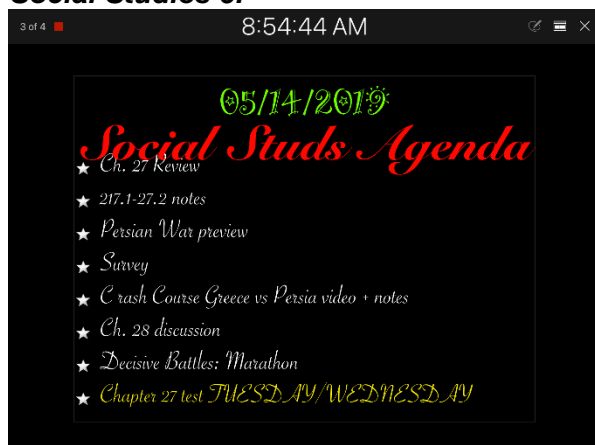 Social Studies 6.
3 of 4
8:54:44 AM
05/14/2019
Social Studs Agenda
Ch. 27 Review
217.1-27.2 notes
Persian War preview
Survey
C rash Course Greece vs Persia video + notes
Ch. 28 discussion
Decisive Battles: Marathon
Chapter 27 test TUESDAY/WEDNESDAY